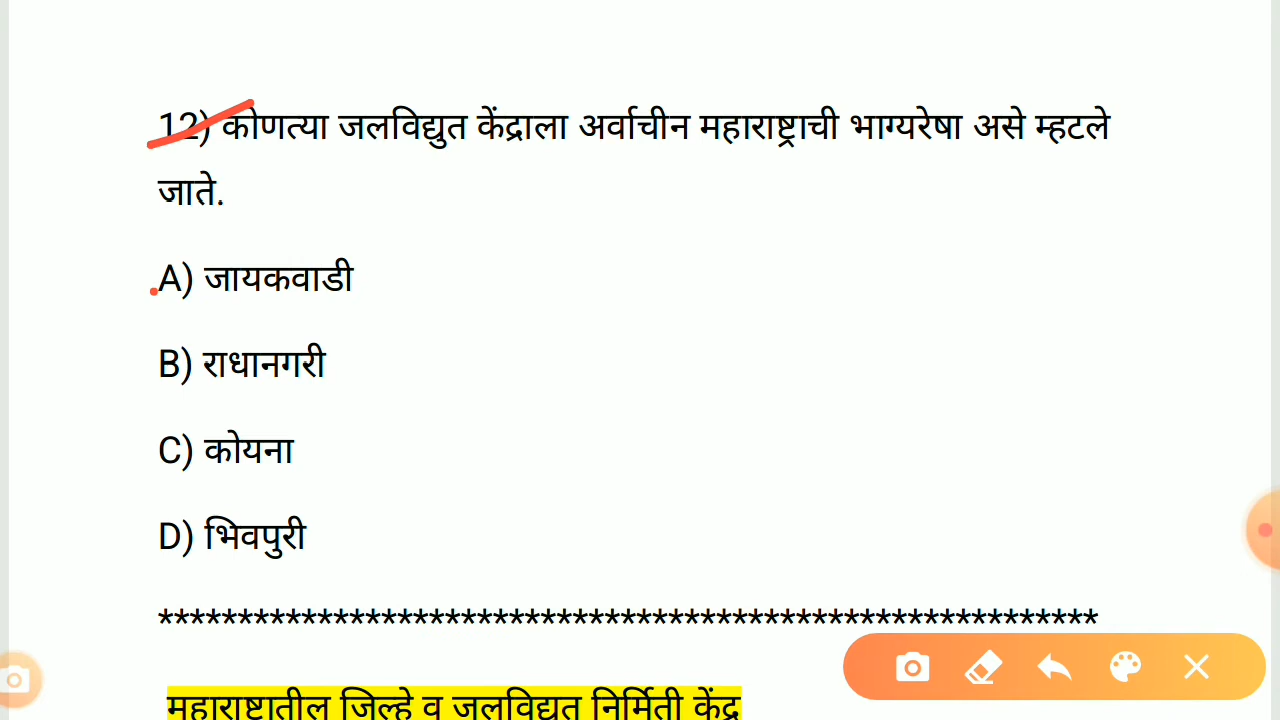 12) कोणत्या जलविद्युत केंद्राला अर्वाचीन महाराष्ट्राची भाग्यरेषा असे म्हटले
जाते.
A) जायकवाडी
B) राधानगरी
C) कोयना
D) भिवपुरी
***********************************************************
महाराष्ट्रातील जिल्हे व जलविद्युत निर्मिती केंद्र